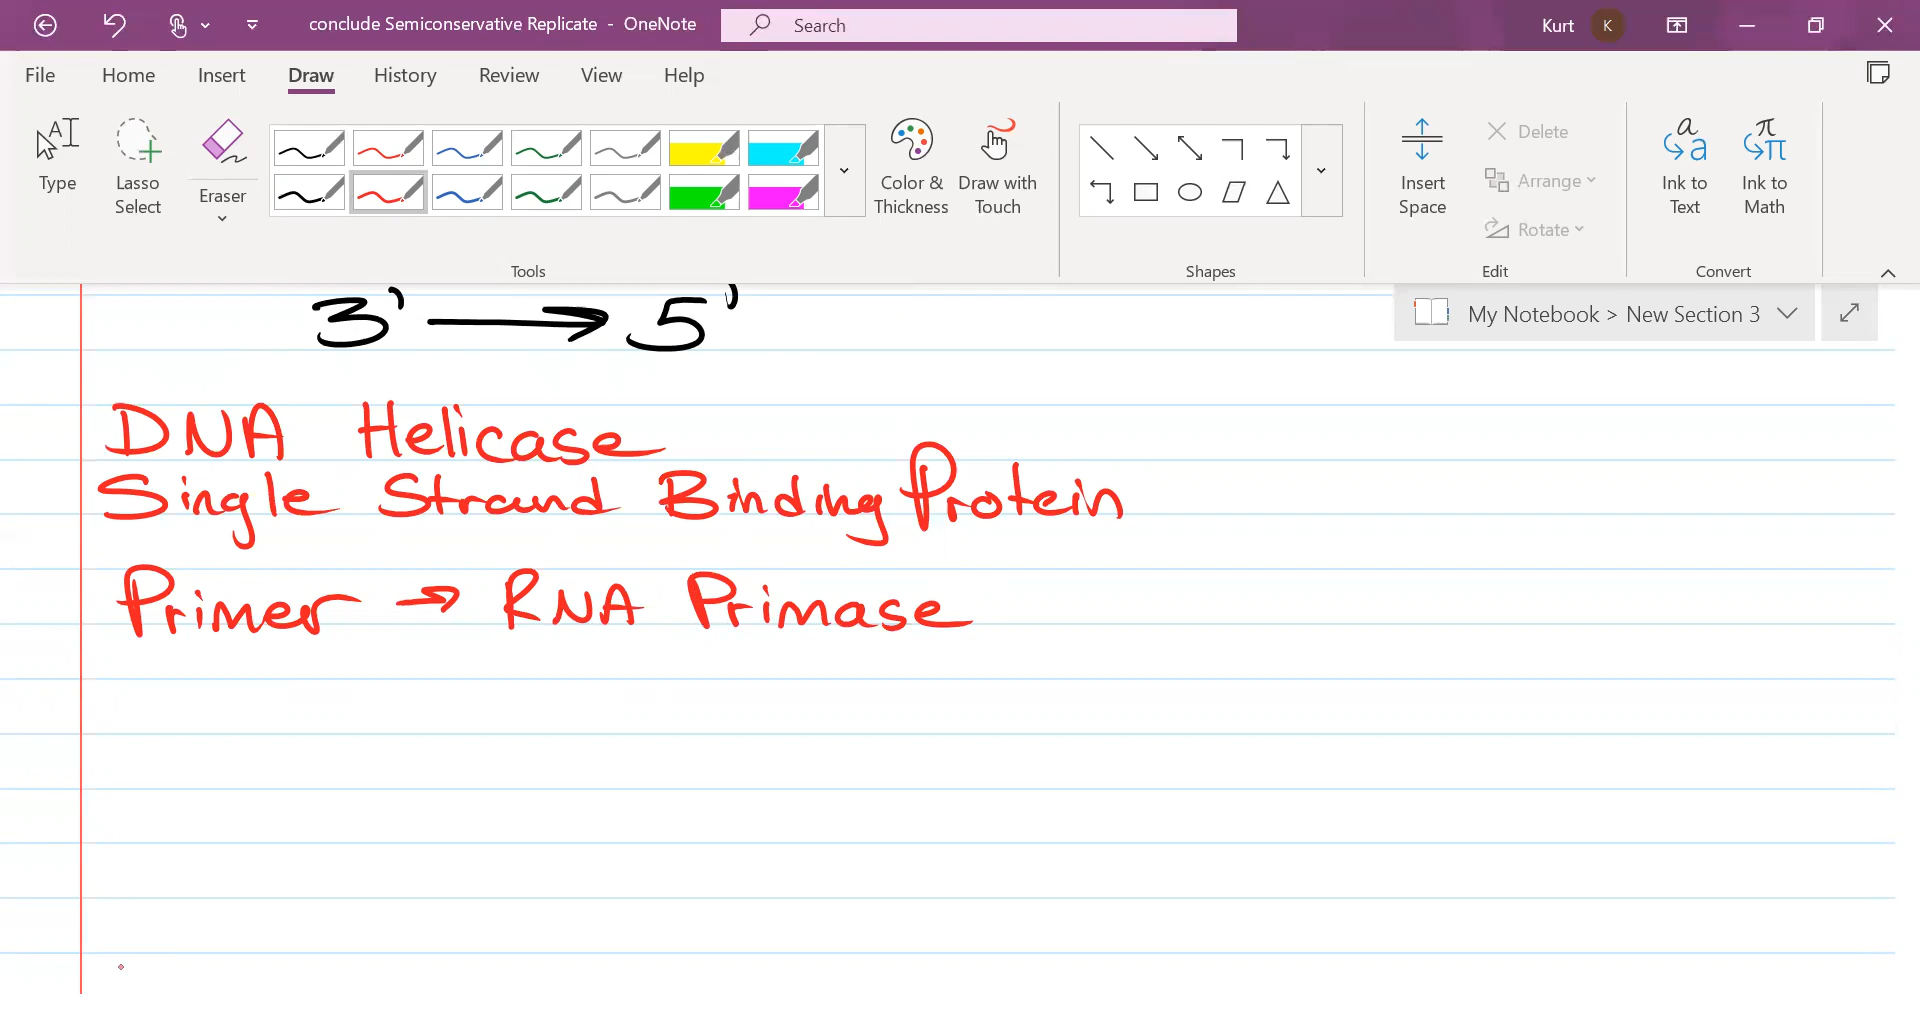 conclude Semiconservative Replicate - OneNote
Search
Kurt K
File Home Insert Draw History Review View Help
Type
Lasso Select
Eraser
Color & Thickness
Draw with Touch
Insert Space
Delete
Arrange
Rotate
Ink to Text
Ink to Math
Tools
Shapes
Edit
Convert
My Notebook > New Section 3
3' → 5'
DNA Helicase
Single Strand Binding Protein
Primer → RNA Primase